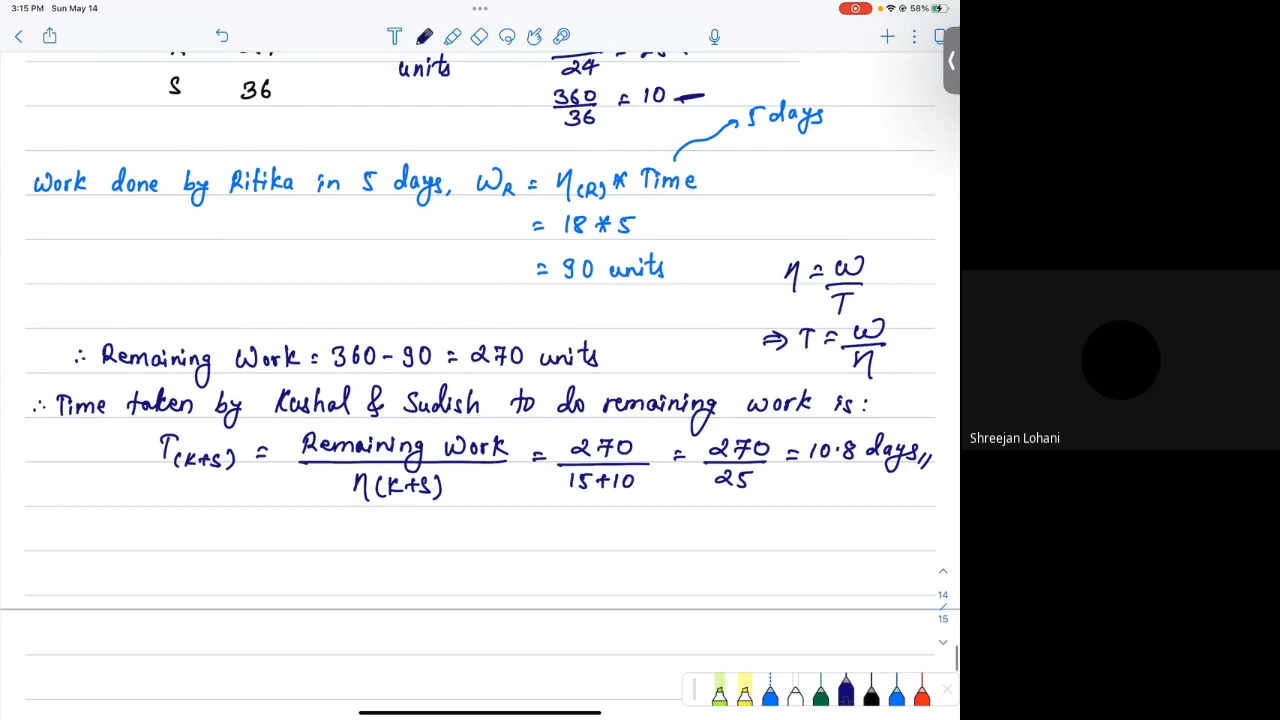 3:15 PM Sun May 14
58%
units
24
S 36
360/36 = 10
5 days
Work done by Ritika in 5 days, W_R = η(R) * Time
= 18 * 5
= 90 units
η = W/T
⇒ T = W/η
∴ Remaining Work = 360 - 90 = 270 units
∴ Time taken by Kushal & Sudish to do remaining work is:
T(K+S) = Remaining Work/η(K+S) = 270/15+10 = 270/25 = 10.8 days,,
Shreejan Lohani
14
15